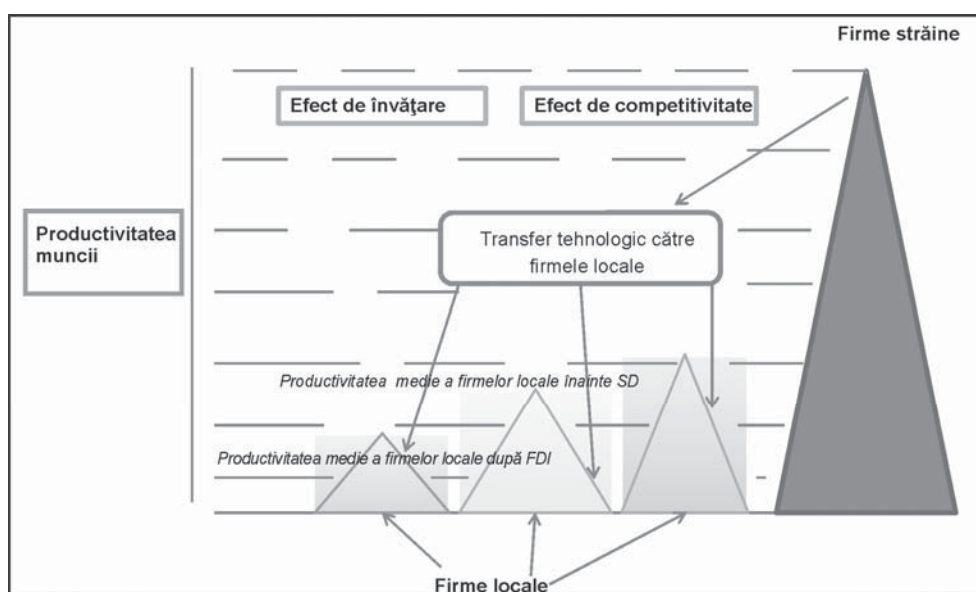 Firme străine
Efect de învăţare
Efect de competitivitate
Productivitatea
muncii
Transfer tehnologic către
firmele locale
Productivitatea medie a firmelor locale înainte SD
Productivitatea medie a firmelor locale după FDI
Firme locale